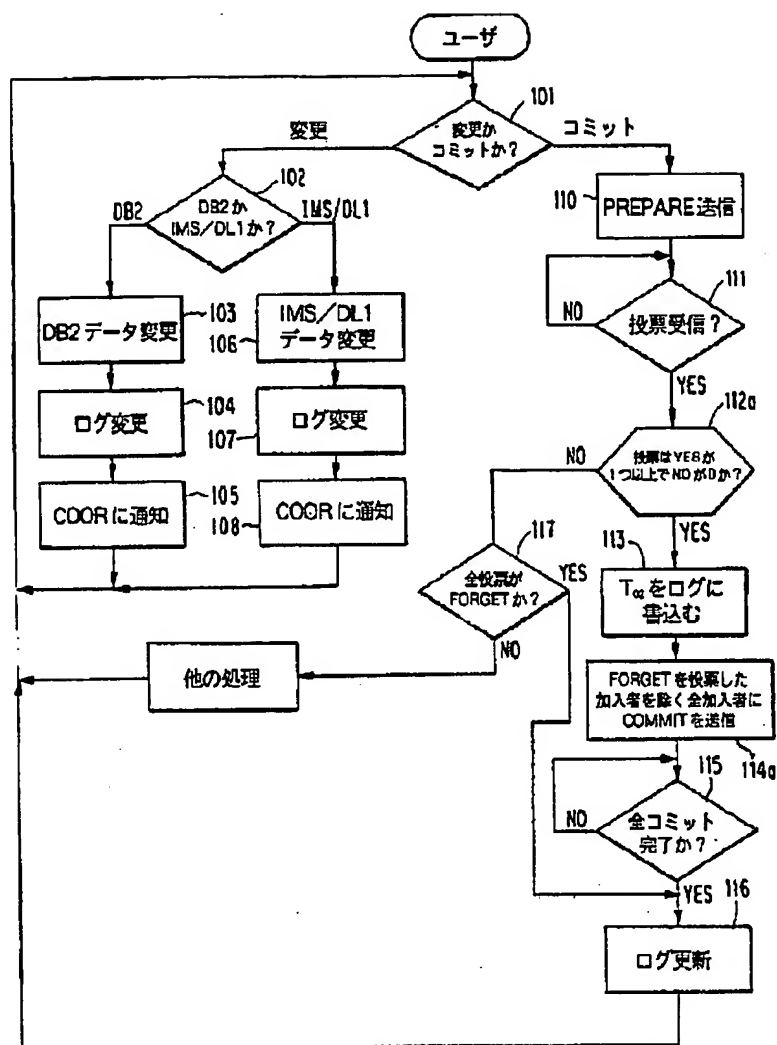 ユーザ
101
変更か
コミットか？
変更
コミット
102
DB2か
IMS/DL1か？
DB2
IMS/DL1
110
PREPARE送信
111
投票受信？
NO
YES
103
DB2データ変更
106
IMS/DL1
データ変更
104
ログ変更
107
ログ変更
105
COORに通知
108
COORに通知
112a
投票はYESが
1つ以上でNOが0か？
NO
YES
117
全投票が
FORGETか？
YES
NO
113
をログに
書込む
他の処理
FORGETを投票した
加入者を除く全加入者に
COMMITを送信
114a
115
全コミット
完了か？
NO
YES
116
ログ更新